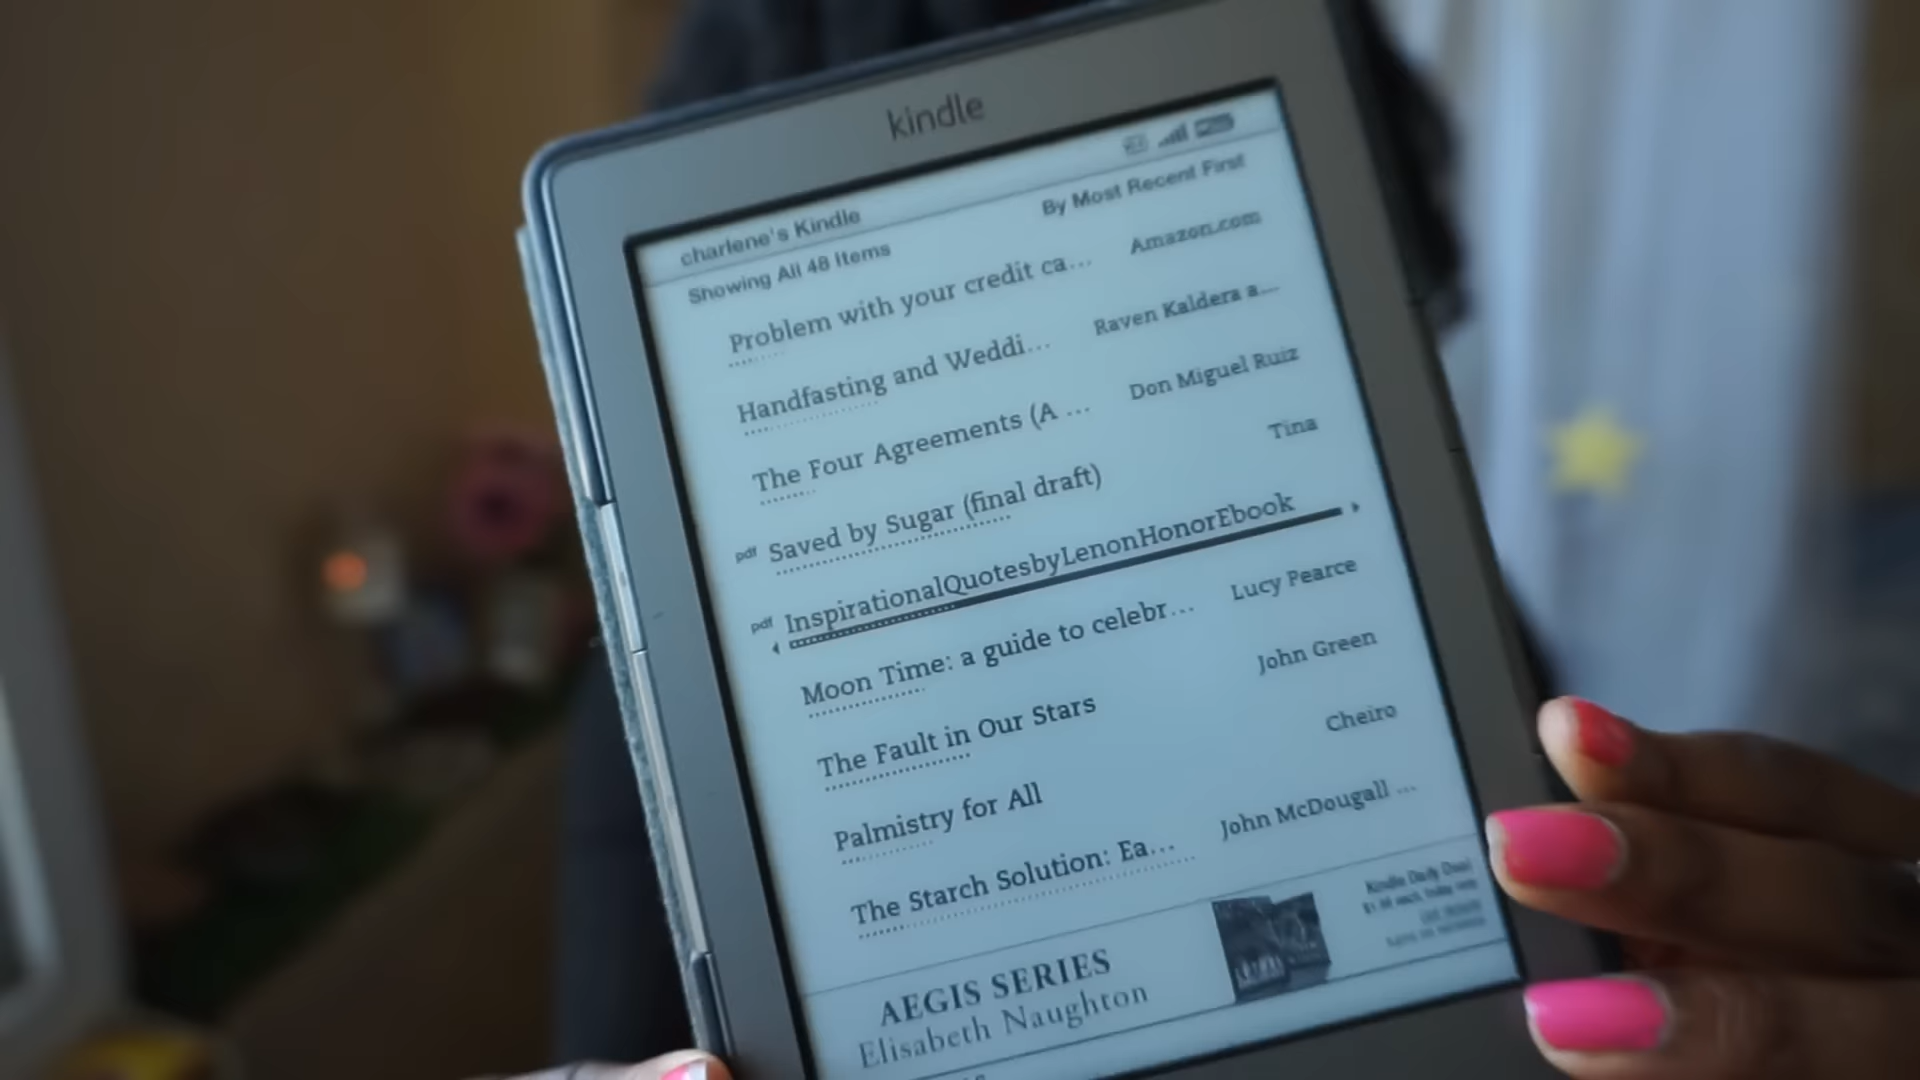 kindle
charlene's Kindle
Showing All 48 Items By Most Recent First
Problem with your credit ca... Amazon.com
Handfasting and Weddi... Raven Kaldera a...
The Four Agreements (A ... Don Miguel Ruiz
pdf Saved by Sugar (final draft) Tina
pdf InspirationalQuotesbyLenonHonorEbook
Moon Time: a guide to celebr... Lucy Pearce
The Fault in Our Stars John Green
Palmistry for All Cheiro
The Starch Solution: Ea... John McDougall ...
AEGIS SERIES
Elisabeth Naughton
Kindle Daily Deal